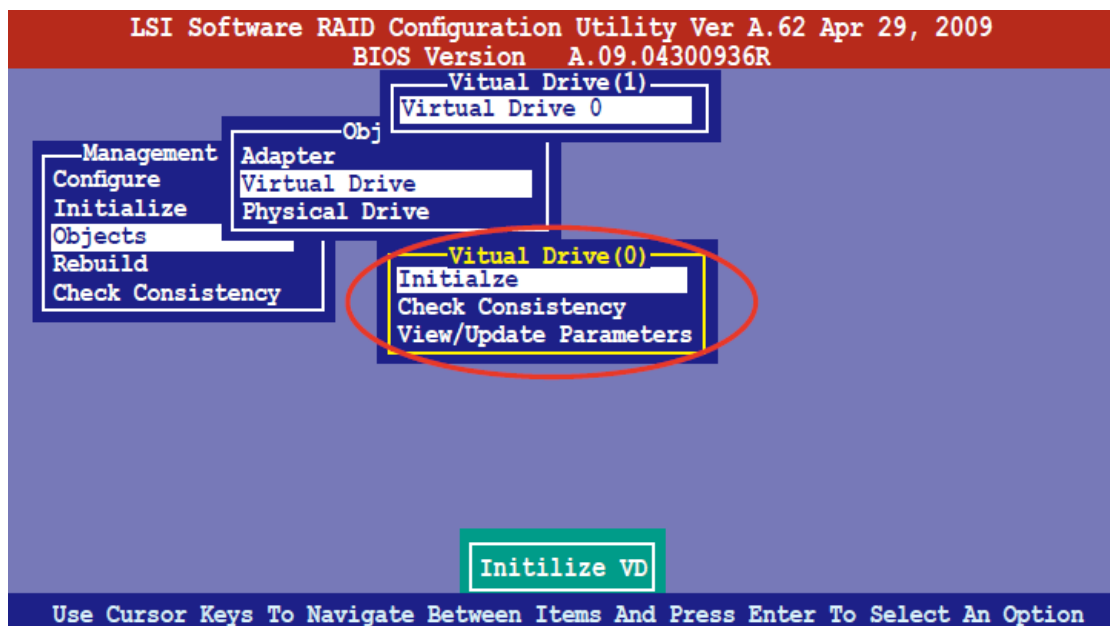 LSI Software RAID Configuration Utility Ver A.62 Apr 29, 2009
BIOS Version A.09.04300936R
Vitual Drive(1)
Virtual Drive 0
Obj
Adapter
Virtual Drive
Physical Drive
Management
Configure
Initialize
Objects
Rebuild
Check Consistency
Vitual Drive(0)
Initialze
Check Consistency
View/Update Parameters
Initilize VD
Use Cursor Keys To Navigate Between Items And Press Enter To Select An Option